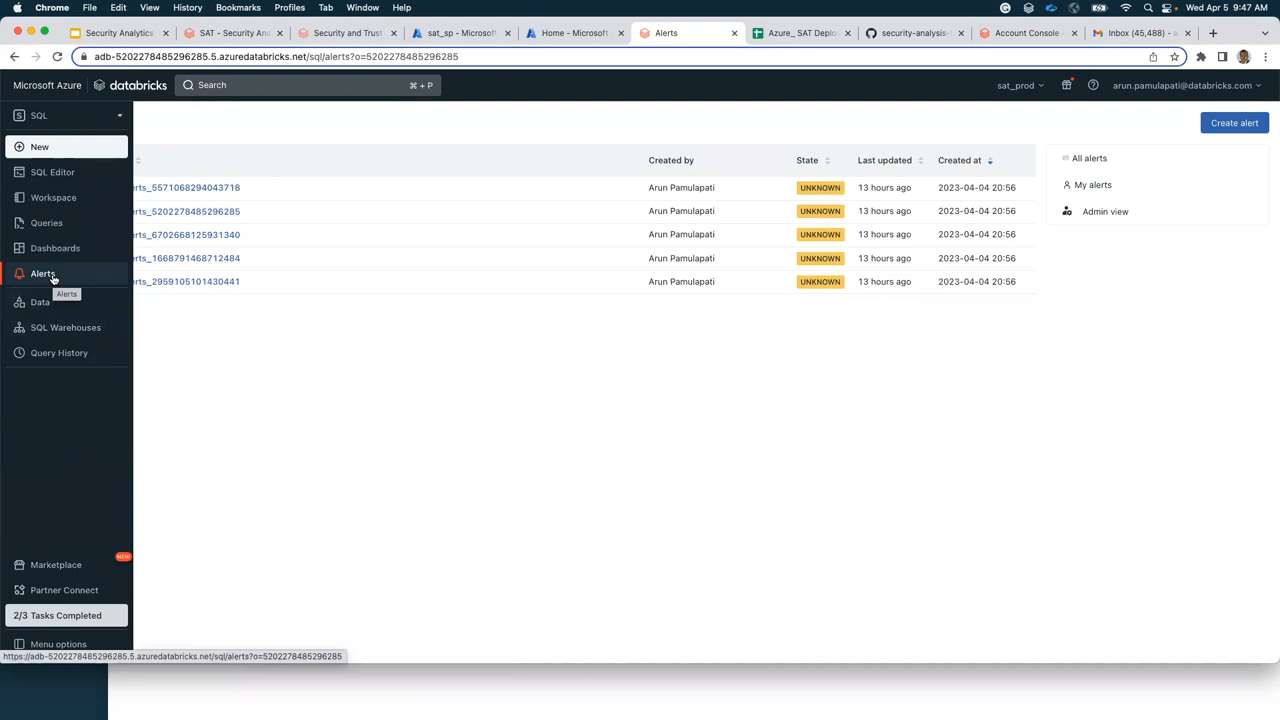 Chrome File Edit View History Bookmarks Profiles Tab Window Help Wed Apr 5 9:47 AM
Security Analytics SAT - Security Ana Security and Trust sat_sp - Microsoft Home - Microsoft Alerts Azure_ SAT Deplo security-analysis- Account Console - Inbox (45,488) - a
adb-5202278485296285.5.azuredatabricks.net/sql/alerts?o=5202278485296285
Microsoft Azure databricks Search ⌘ + P sat_prod arun.pamulapati@databricks.com
S SQL
Create alert
New
Created by State Last updated Created at
All alerts
SQL Editor
My alerts
erts_5571068294043718 Arun Pamulapati UNKNOWN 13 hours ago 2023-04-04 20:56
Workspace
Admin view
erts_5202278485296285 Arun Pamulapati UNKNOWN 13 hours ago 2023-04-04 20:56
Queries
erts_6702668125931340 Arun Pamulapati UNKNOWN 13 hours ago 2023-04-04 20:56
Dashboards
erts_1668791468712484 Arun Pamulapati UNKNOWN 13 hours ago 2023-04-04 20:56
Alerts
erts_2959105101430441 Arun Pamulapati UNKNOWN 13 hours ago 2023-04-04 20:56
Alerts
Data
SQL Warehouses
Query History
NEW
Marketplace
Partner Connect
2/3 Tasks Completed
Menu options
https://adb-5202278485296285.5.azuredatabricks.net/sql/alerts?o=5202278485296285